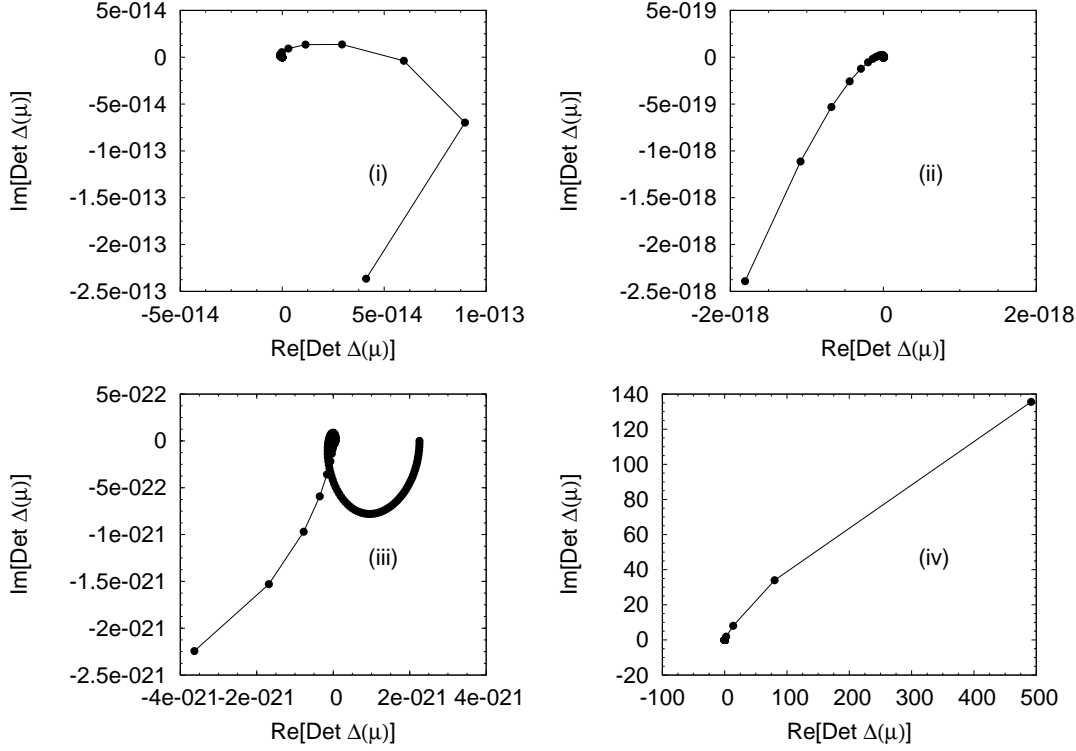 5e-014
0
-5e-014
-1e-013
-1.5e-013
-2e-013
-2.5e-013
-5e-014 0 5e-014 1e-013
Im[Det Δ(μ)]
Re[Det Δ(μ)]
(i)
5e-019
0
-5e-019
-1e-018
-1.5e-018
-2e-018
-2.5e-018
-2e-018 0 2e-018
Im[Det Δ(μ)]
Re[Det Δ(μ)]
(ii)
5e-022
0
-5e-022
-1e-021
-1.5e-021
-2e-021
-2.5e-021
-4e-021 -2e-021 0 2e-021 4e-021
Im[Det Δ(μ)]
Re[Det Δ(μ)]
(iii)
140
120
100
80
60
40
20
0
-20
-100 0 100 200 300 400 500
Im[Det Δ(μ)]
Re[Det Δ(μ)]
(iv)